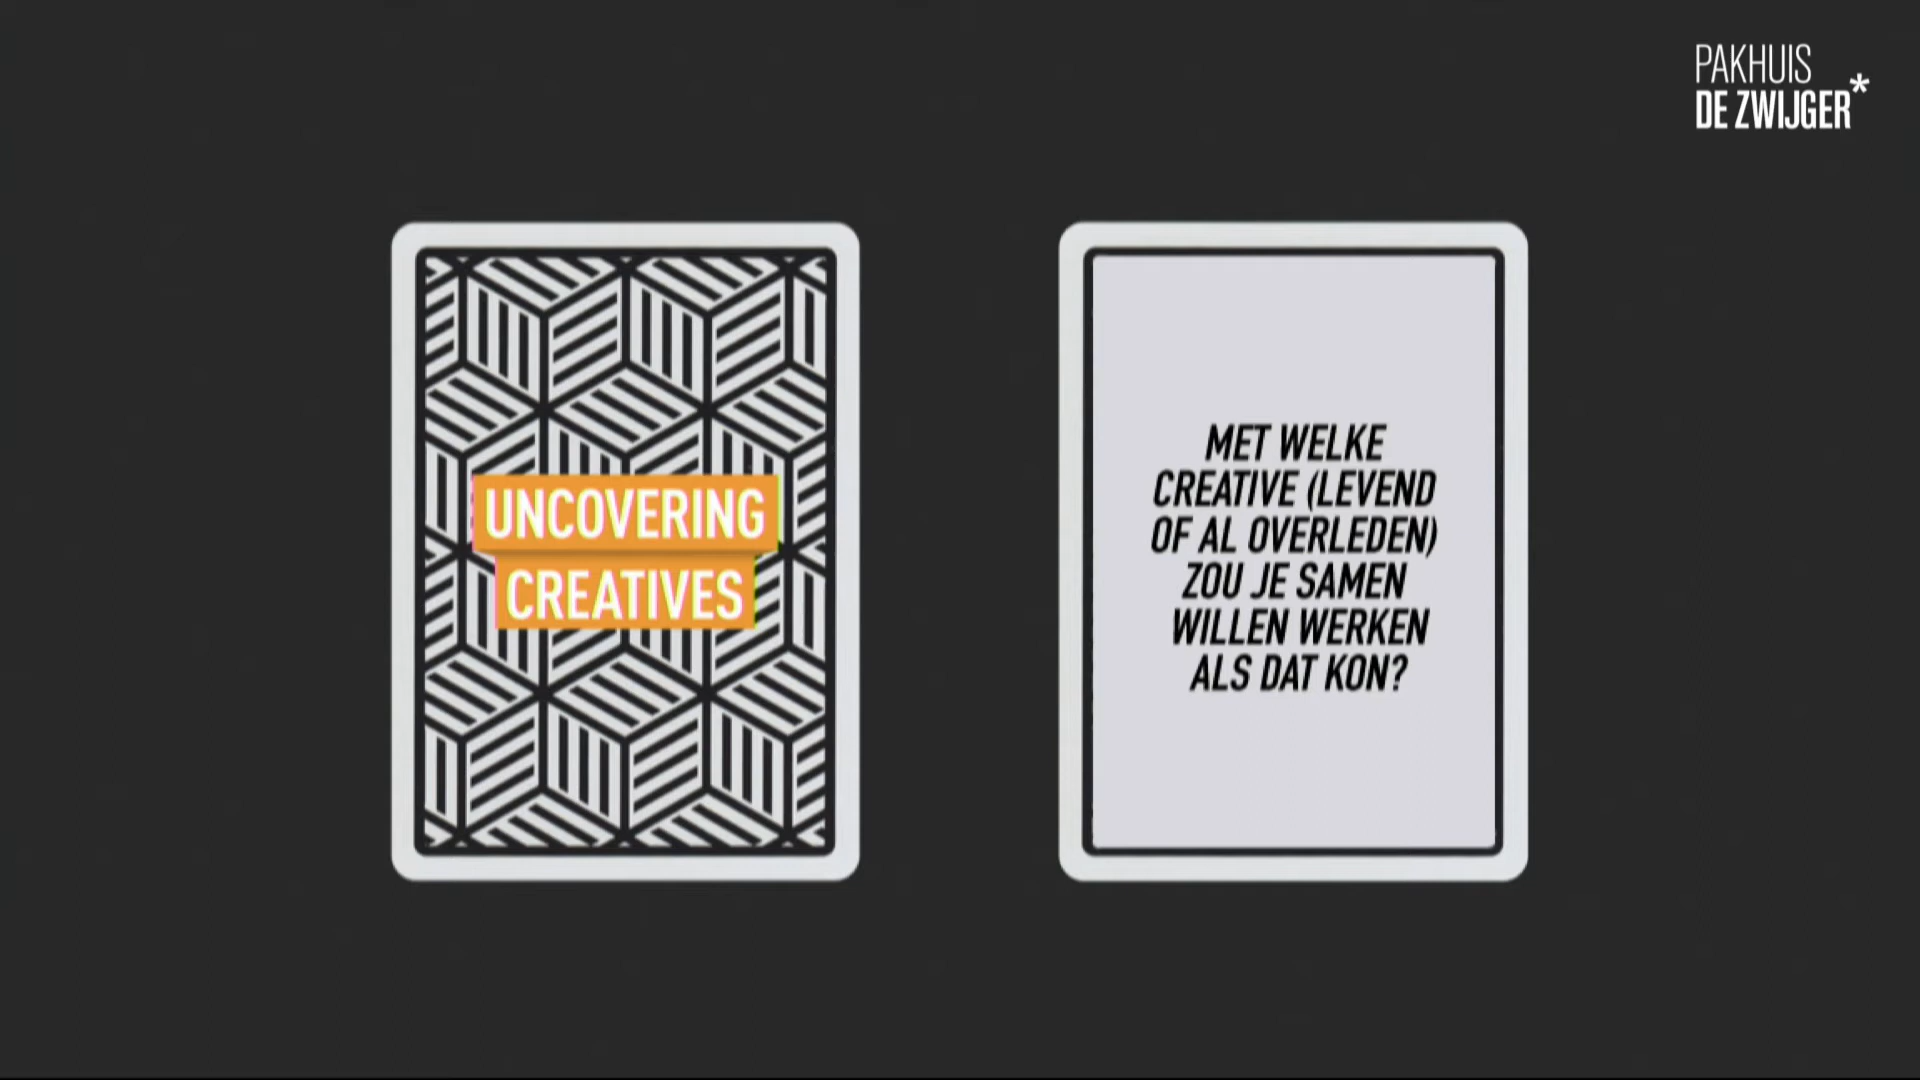 PAKHUIS
DE ZWIJGER*
UNCOVERING
CREATIVES
MET WELKE
CREATIVE (LEVEND
OF AL OVERLEDEN)
ZOU JE SAMEN
WILLEN WERKEN
ALS DAT KON?